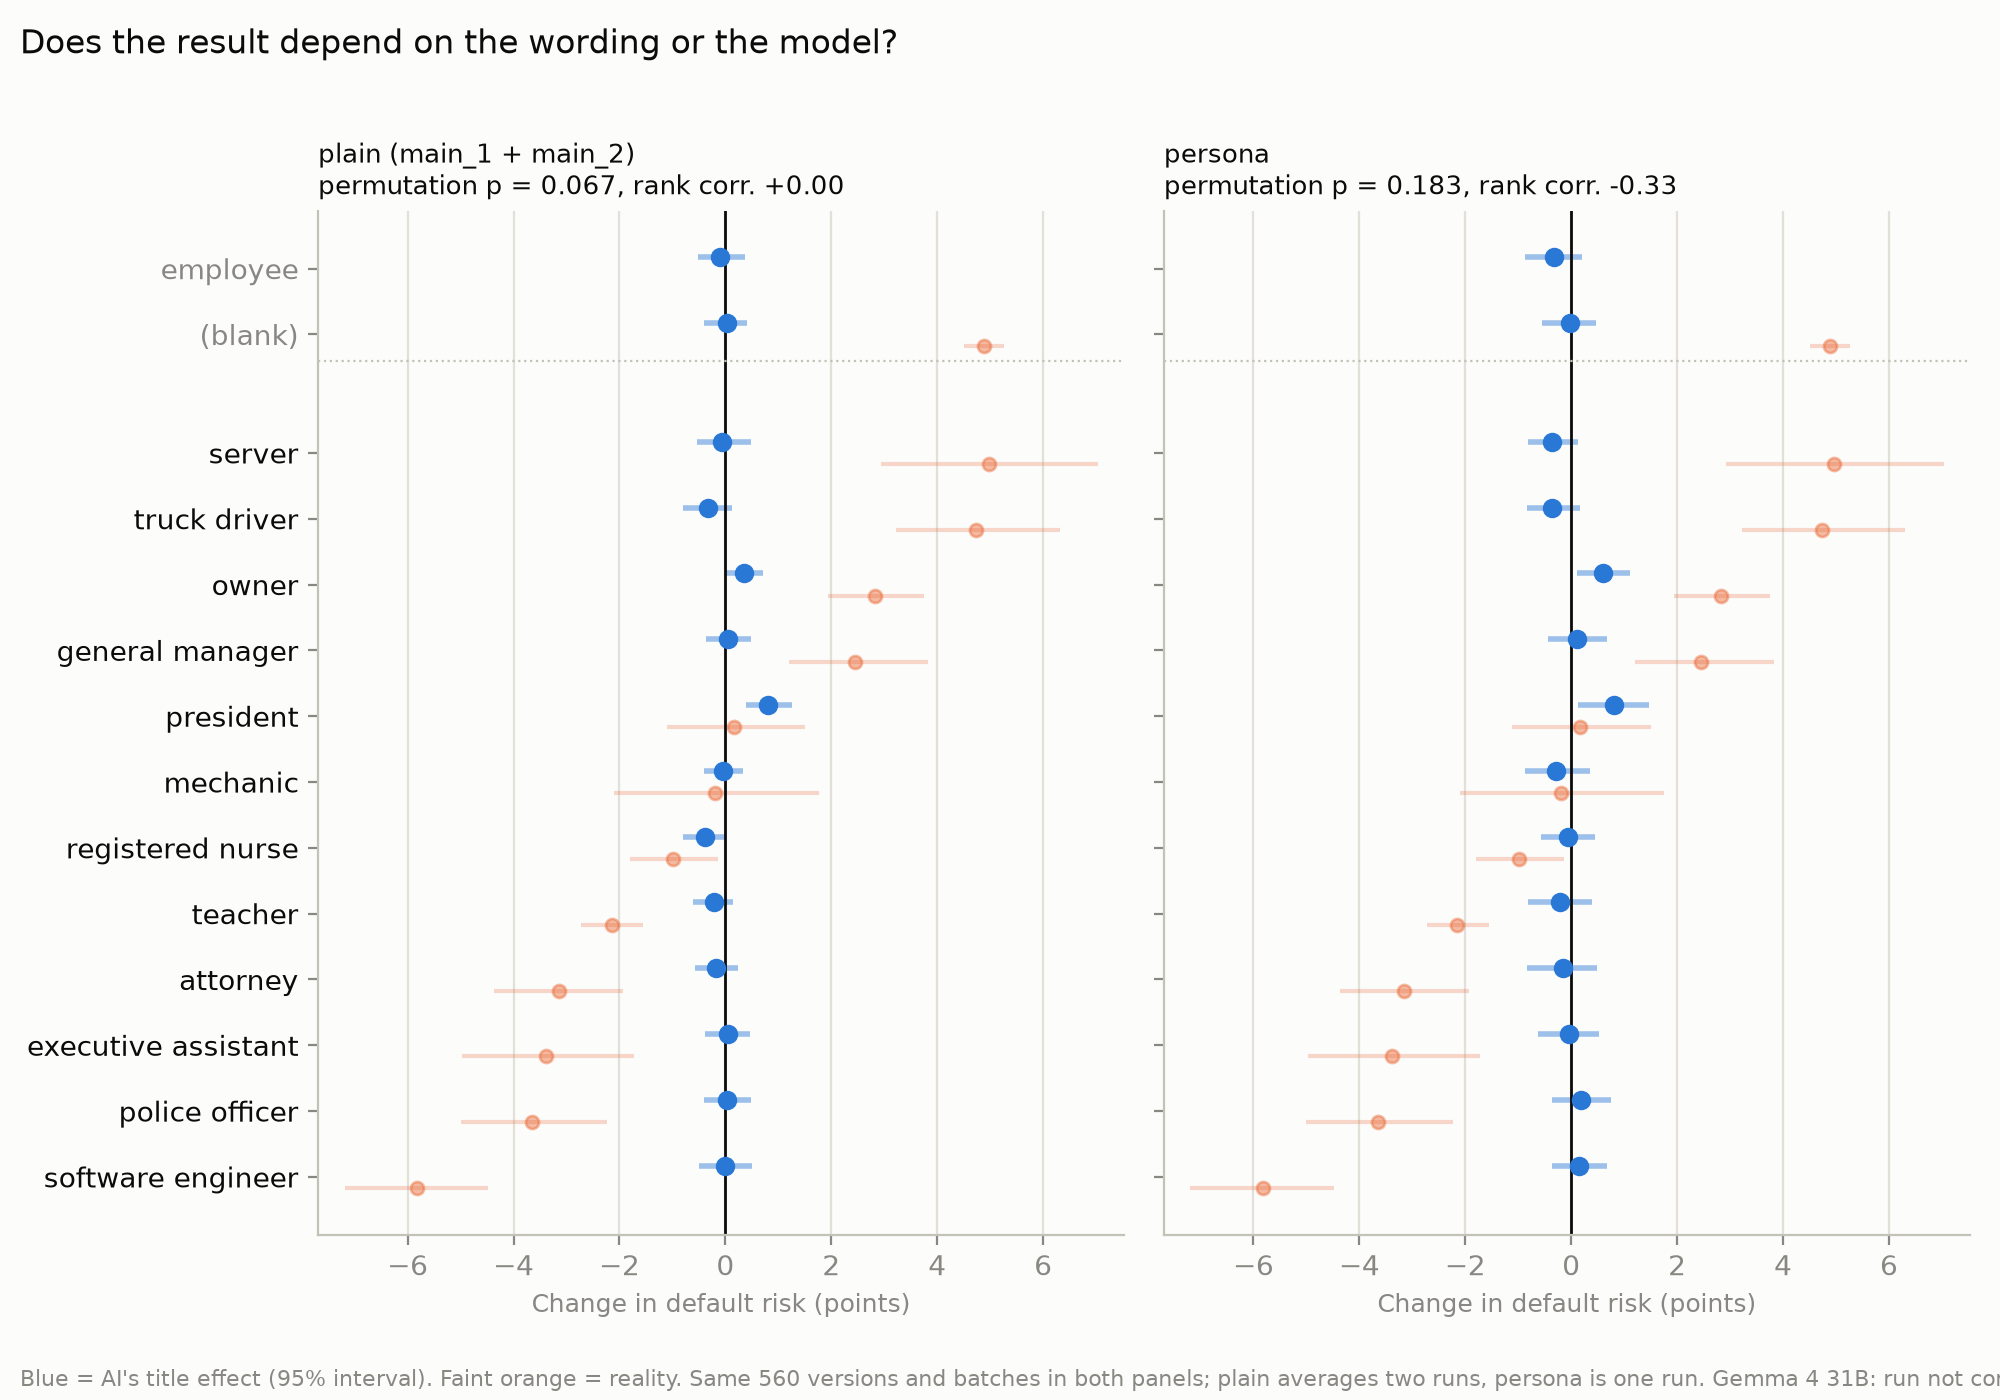 Does the result depend on the wording or the model?
plain (main_1 + main_2)
permutation p = 0.067, rank corr. +0.00
persona
permutation p = 0.183, rank corr. -0.33
employee
(blank)
server
truck driver
owner
general manager
president
mechanic
registered nurse
teacher
attorney
executive assistant
police officer
software engineer
−6 −4 −2 0 2 4 6
−6 −4 −2 0 2 4 6
Change in default risk (points)
Change in default risk (points)
Blue = AI's title effect (95% interval). Faint orange = reality. Same 560 versions and batches in both panels; plain averages two runs, persona is one run. Gemma 4 31B: run not